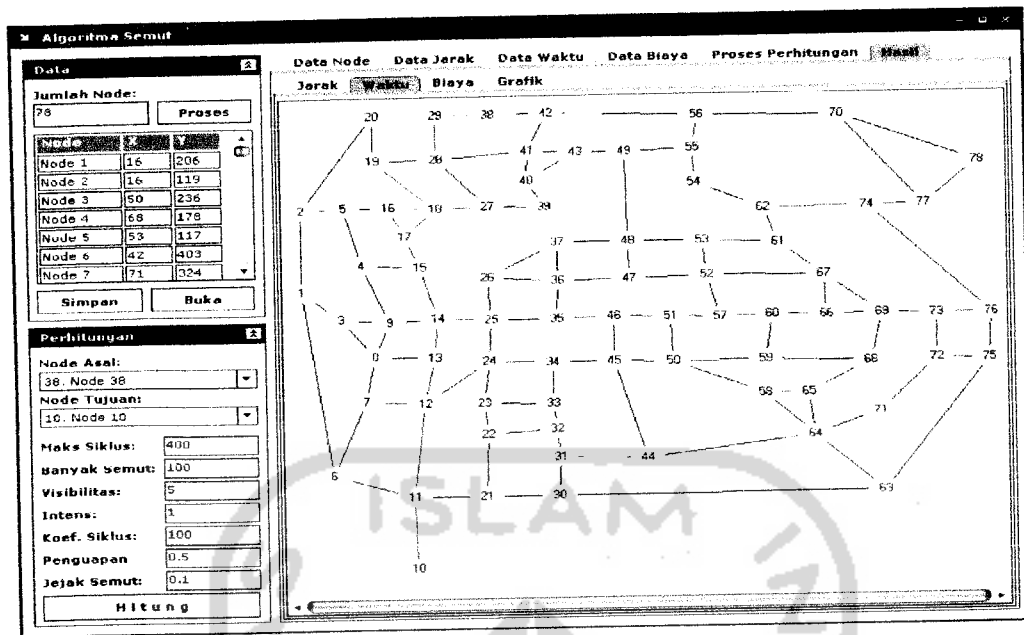 Algoritma Semut
Data
Jumlah Node:
78
Proses
Node X Y
Node 1 16 206
Node 2 16 119
Node 3 50 236
Node 4 68 178
Node 5 53 117
Node 6 42 403
Node 7 71 324
Simpan Buka
Perhitungan
Node Asal:
38. Node 38
Node Tujuan:
10. Node 10
Maks Siklus: 400
Banyak Semut: 100
Visibilitas: 5
Intens: 1
Koef. Siklus: 100
Penguapan 0.5
Jejak Semut: 0.1
Hitung
Data Node Data Jarak Data Waktu Data Biaya Proses Perhitungan Hasil
Jarak Waktu Biaya Grafik
20 29 38 42 56 70
19 28 41 43 49 55 78
40 54
2 5 16 18 27 39 62 74 77
17 37 48 53 61
4 15 26 36 47 52 67
1 3 9 14 25 35 46 51 57 60 66 69 73 76
8 13 24 34 45 50 59 68 72 75
7 12 23 33 58 65 71
22 32 64
6 31 44
11 21 30 63
10
ISLAM